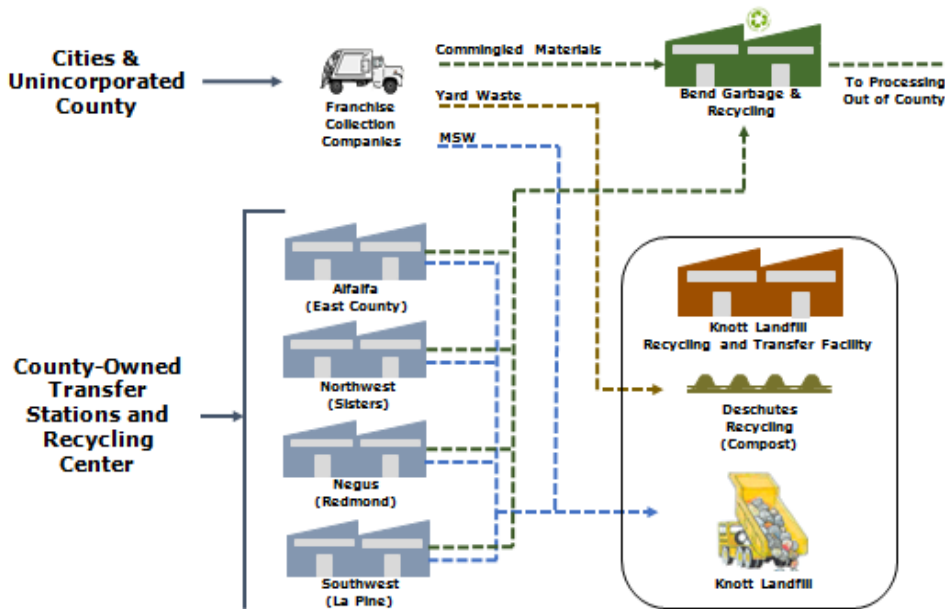 Cities &
Unincorporated
County
Franchise
Collection
Companies
Commingled Materials
Yard Waste
MSW
Bend Garbage &
Recycling
To Processing
Out of County
County-Owned
Transfer
Stations and
Recycling
Center
Alfalfa
(East County)
Northwest
(Sisters)
Negus
(Redmond)
Southwest
(La Pine)
Knott Landfill
Recycling and Transfer Facility
Deschutes
Recycling
(Compost)
Knott Landfill